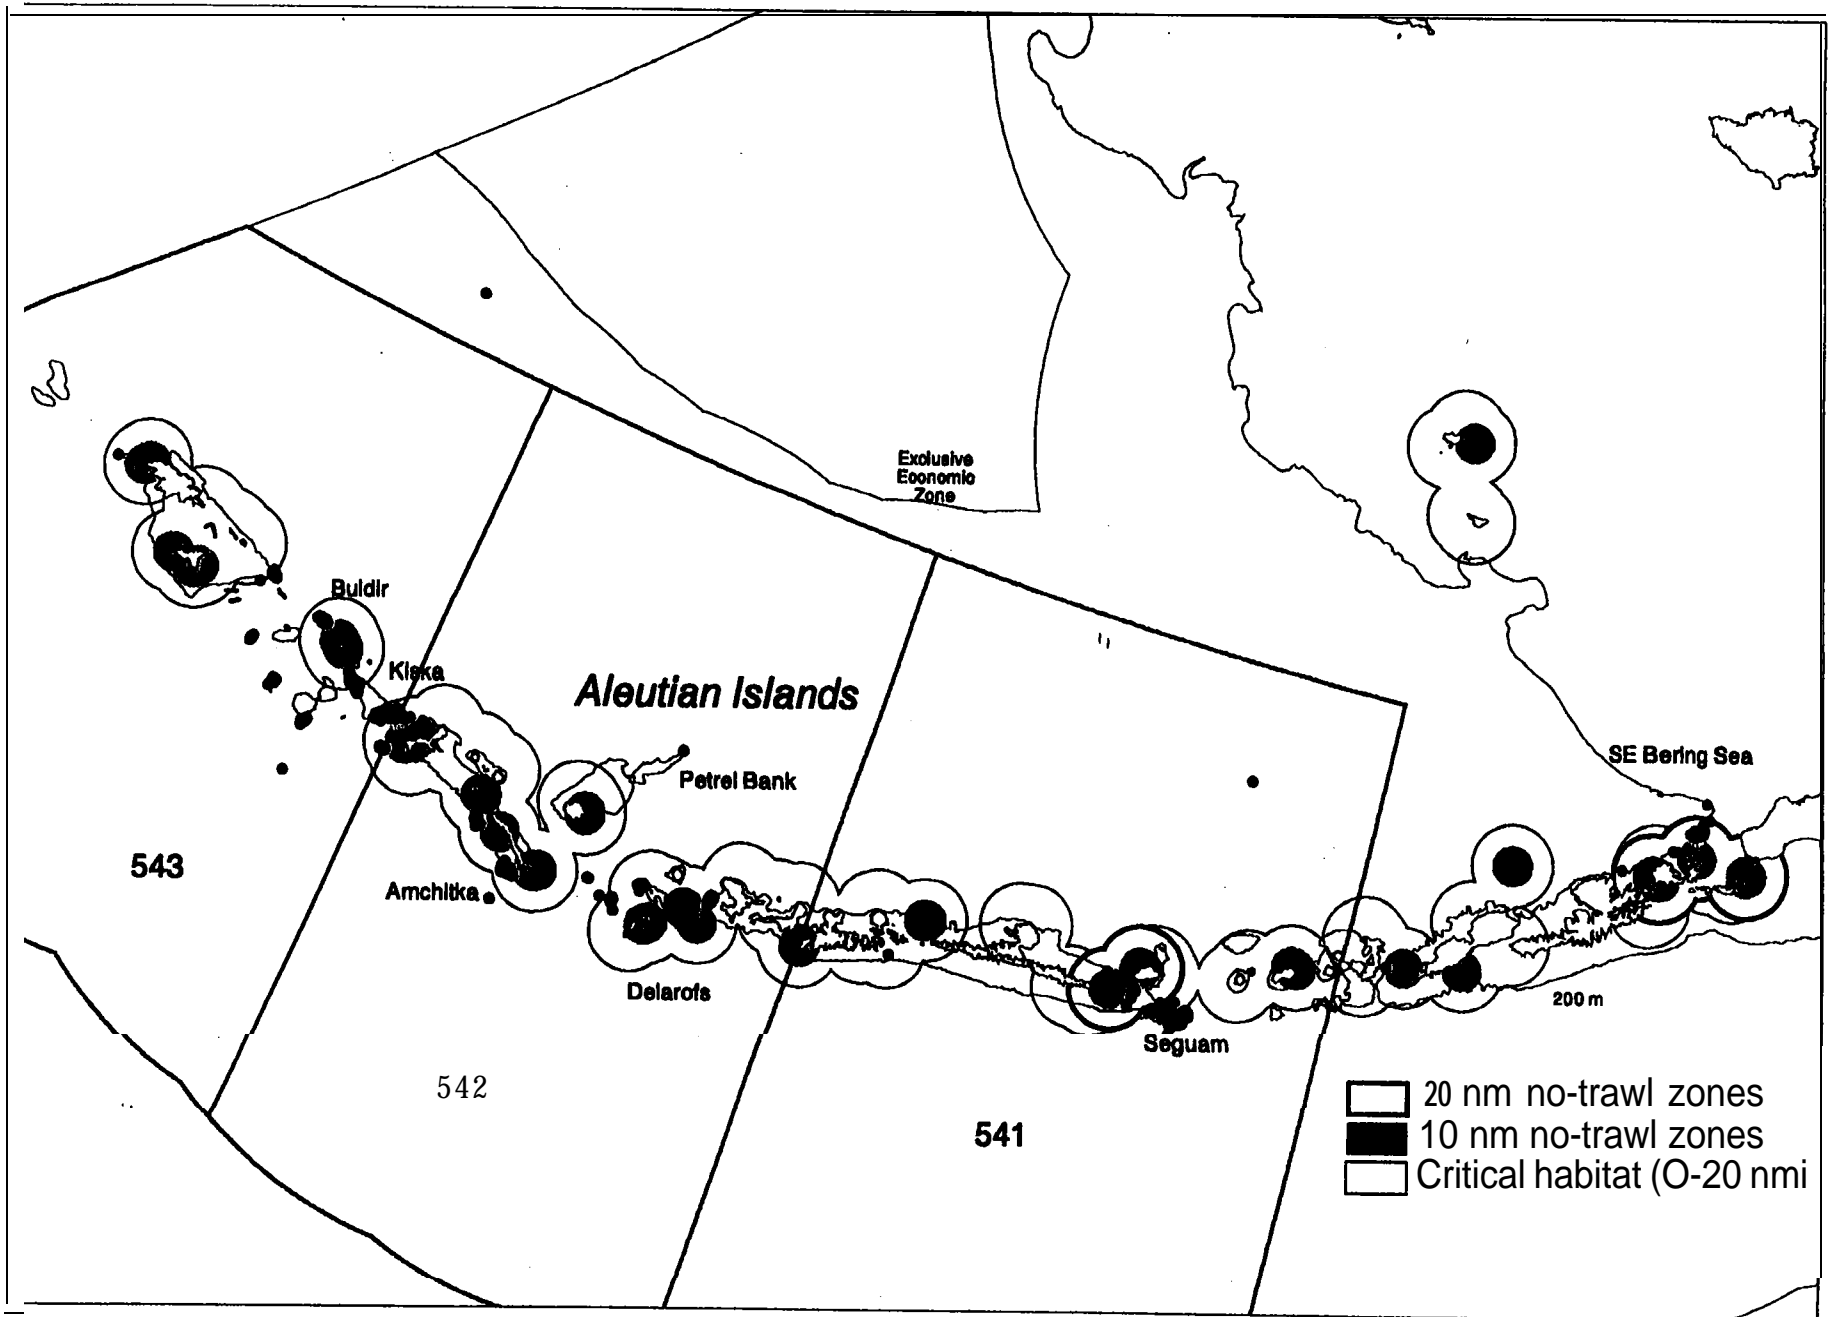 Exclusive
Economic
Zone
Buldir
Kiska
Aleutian Islands
Petrel Bank
SE Bering Sea
543
Amchitka
Delarofs
200 m
Seguam
542
541
20 nm no-trawl zones
10 nm no-trawl zones
Critical habitat (O-20 nmi